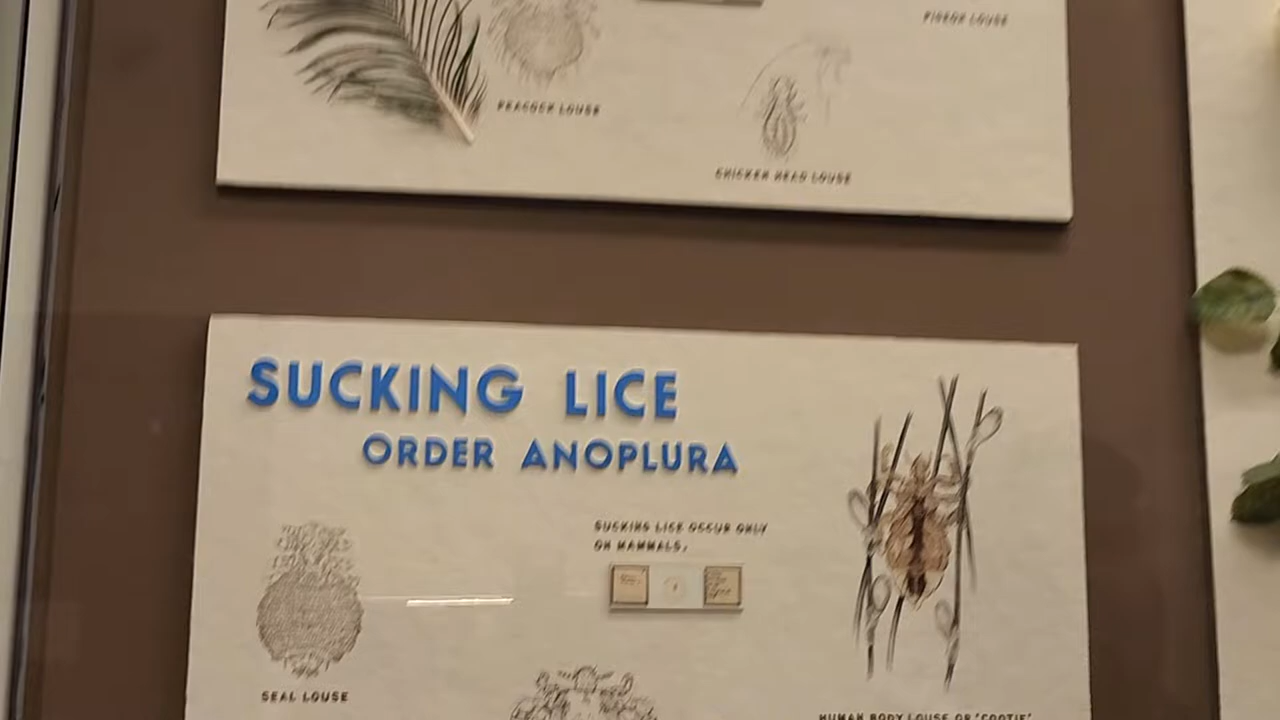 PIGEON LOUSE
PEACOCK LOUSE
CHICKEN HEAD LOUSE
SUCKING LICE
ORDER ANOPLURA
SUCKING LICE OCCUR ONLY
ON MAMMALS.
SEAL LOUSE
HUMAN BODY LOUSE OR "COOTIE"